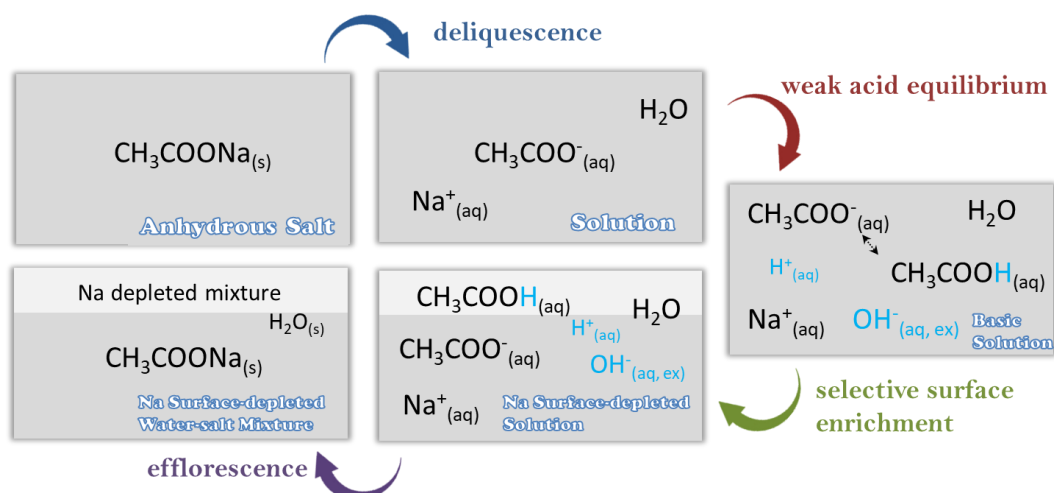 deliquescence
CH₃COONa(s)
Anhydrous Salt
H₂O
CH₃COO⁻(aq)
Na⁺(aq)
Solution
weak acid equilibrium
CH₃COO⁻(aq)
H₂O
H⁺(aq)
CH₃COOH(aq)
Na⁺(aq)
OH⁻(aq, ex)
Basic
Solution
selective surface
enrichment
CH₃COOH(aq)
H₂O
H⁺(aq)
CH₃COO⁻(aq)
OH⁻(aq, ex)
Na⁺(aq)
Na Surface-depleted
Solution
efflorescence
Na depleted mixture
H₂O(s)
CH₃COONa(s)
Na Surface-depleted
Water-salt Mixture